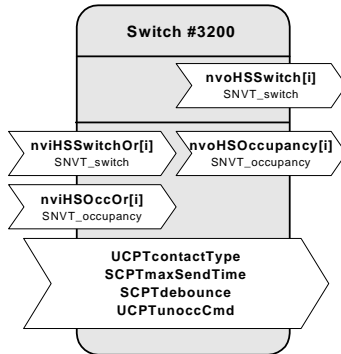 Switch #3200
nvoHSSwitch[i]
SNVT_switch
nviHSSwitchOr[i]
SNVT_switch
nvoHSOccupancy[i]
SNVT_occupancy
nviHSOccOr[i]
SNVT_occupancy
UCPTcontactType
SCPTmaxSendTime
SCPTdebounce
UCPTunoccCmd